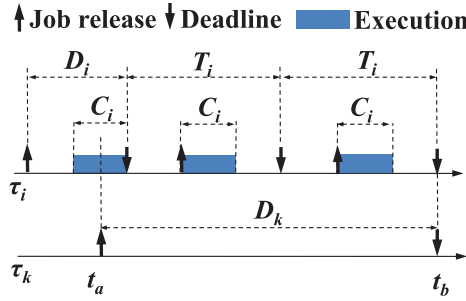 Job release Deadline Execution
D_i T_i T_i
C_i C_i C_i
τ_i
D_k
τ_k
t_a t_b